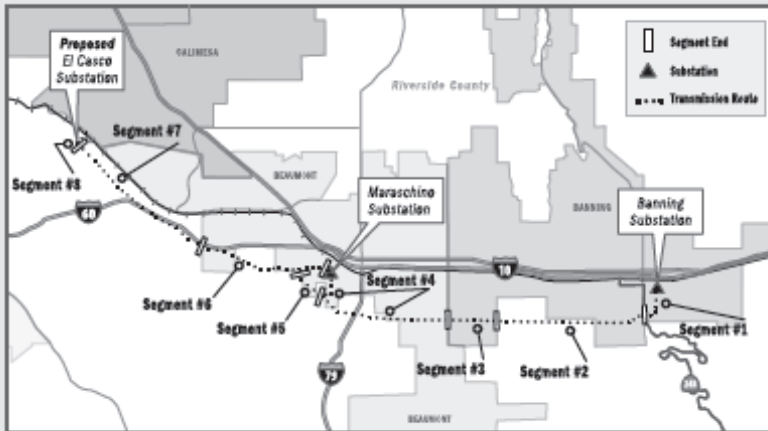 Proposed
El Casco
Substation
CALIMESA
Riverside County
Segment End
Substation
Transmission Route
Segment #7
Segment #8
BEAUMONT
Maraschino
Substation
BANNING
Banning
Substation
60
10
Segment #6
Segment #4
Segment #5
Segment #1
Segment #3
Segment #2
79
BEAUMONT